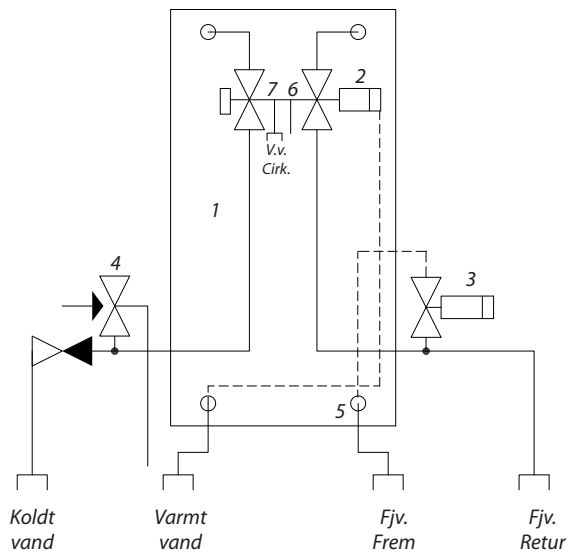 2
7 6
V.v.
Cirk.
1
4
3
5
Koldt
vand
Varmt
vand
Fjv.
Frem
Fjv.
Retur